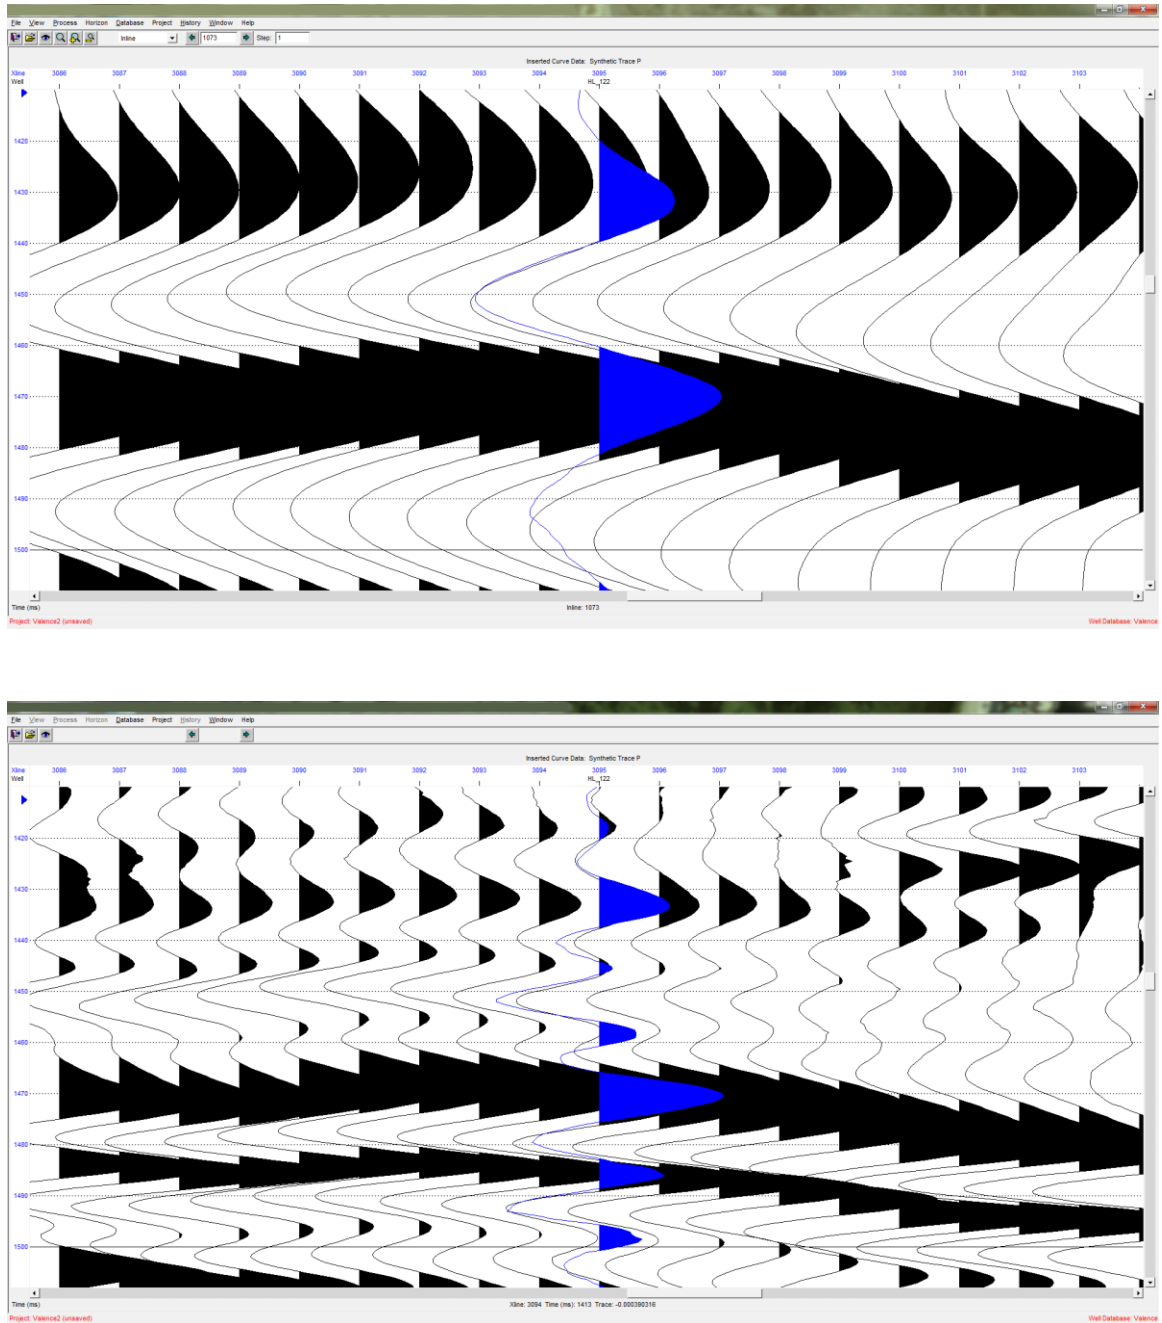 File View Process Horizon Database Project History Window Help
Inline 1073 Step: 1
Inserted Curve Data: Synthetic Trace P
Xline 3086 3087 3088 3089 3090 3091 3092 3093 3094 3095 3096 3097 3098 3099 3100 3101 3102 3103
Well HL_122
1420
1430
1440
1450
1460
1470
1480
1490
1500
Time (ms) Inline: 1073
Project: Valence2 (unsaved) Well Database: Valence
File View Process Horizon Database Project History Window Help
Inserted Curve Data: Synthetic Trace P
Xline 3086 3087 3088 3089 3090 3091 3092 3093 3094 3095 3096 3097 3098 3099 3100 3101 3102 3103
Well HL_122
1420
1430
1440
1450
1460
1470
1480
1490
1500
Time (ms) Xline: 3094 Time (ms): 1413 Trace: -0.000390316
Project: Valence2 (unsaved) Well Database: Valence